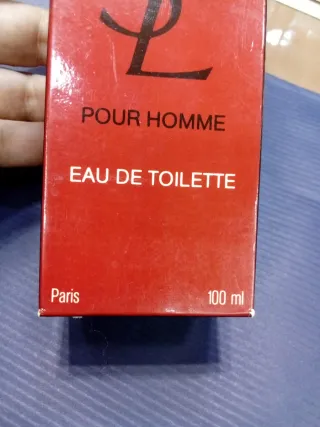 POUR HOMME
EAU DE TOILETTE
Paris 100 ml